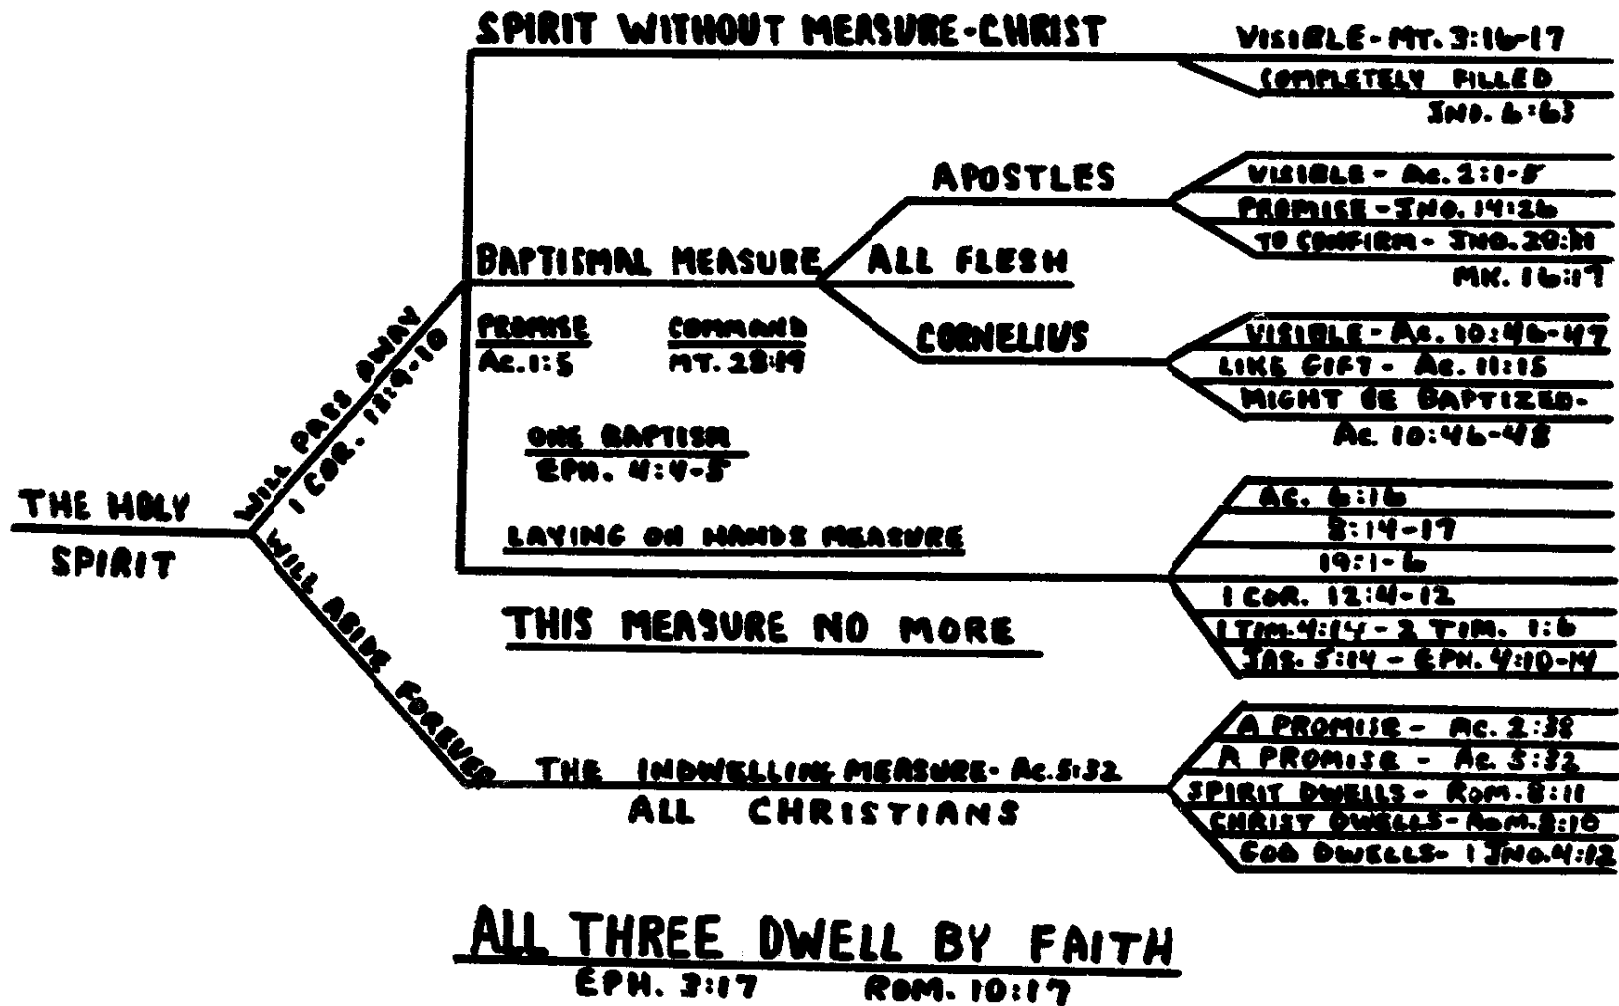 SPIRIT WITHOUT MEASURE-CHRIST
VISIBLE-MT. 3:16-17
COMPLETELY FILLED
JNO. 6:63
APOSTLES
VISIBLE - AC. 2:1-5
PROMISE - JNO. 14:26
TO CONFIRM - JNO.
MK. 16:17
BAPTISMAL MEASURE
ALL FLESH
PROMISE
AC. 1:5
COMMAND
MT. 28:19
CORNELIUS
VISIBLE - AC. 10:46-47
LIKE GIFT - AC. 11:15
MIGHT BE BAPTIZED-
AC. 10:46-48
ONE BAPTISM
EPH. 4:4-5
WILL PASS AWAY
1 COR. 13:9-10
THE HOLY
SPIRIT
LAYING ON HANDS MEASURE
AC. 6:16
8:14-17
19:1-6
1 COR. 12:4-12
1 TIM. 4:14 - 2 TIM. 1:6
JAS. 5:14 - EPH. 4:10-14
THIS MEASURE NO MORE
WILL ABIDE FOREVER
THE INDWELLING MEASURE - AC. 5:32
ALL CHRISTIANS
A PROMISE - AC. 2:38
A PROMISE - AC. 5:32
SPIRIT DWELLS - ROM. 8:11
CHRIST DWELLS - ROM. 8:10
GOD DWELLS - 1 JNO. 4:12
ALL THREE DWELL BY FAITH
EPH. 3:17 ROM. 10:17